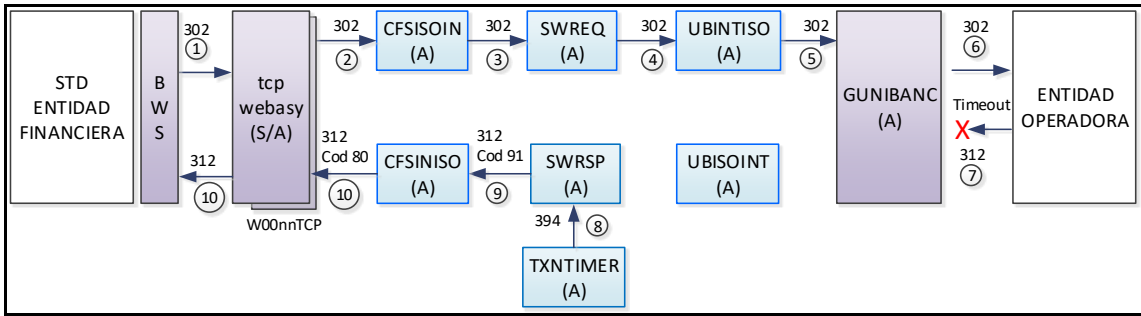 302
1
302
2
CFSISOIN
(A)
302
3
SWREQ
(A)
302
4
UBINTISO
(A)
302
5
302
6
STD
ENTIDAD
FINANCIERA
B
W
S
tcp
webasy
(S/A)
GUNIBANC
(A)
Timeout
X
312
7
ENTIDAD
OPERADORA
312
10
312
Cod 80
10
CFSINISO
(A)
312
Cod 91
9
SWRSP
(A)
UBISOINT
(A)
W00nnTCP
394
8
TXNTIMER
(A)